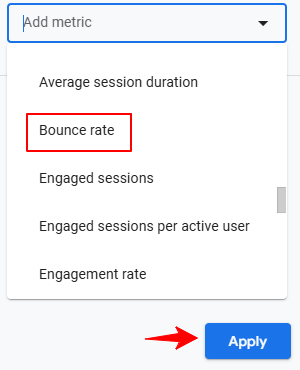 Add metric
Average session duration
Bounce rate
Engaged sessions
Engaged sessions per active user
Engagement rate
Apply